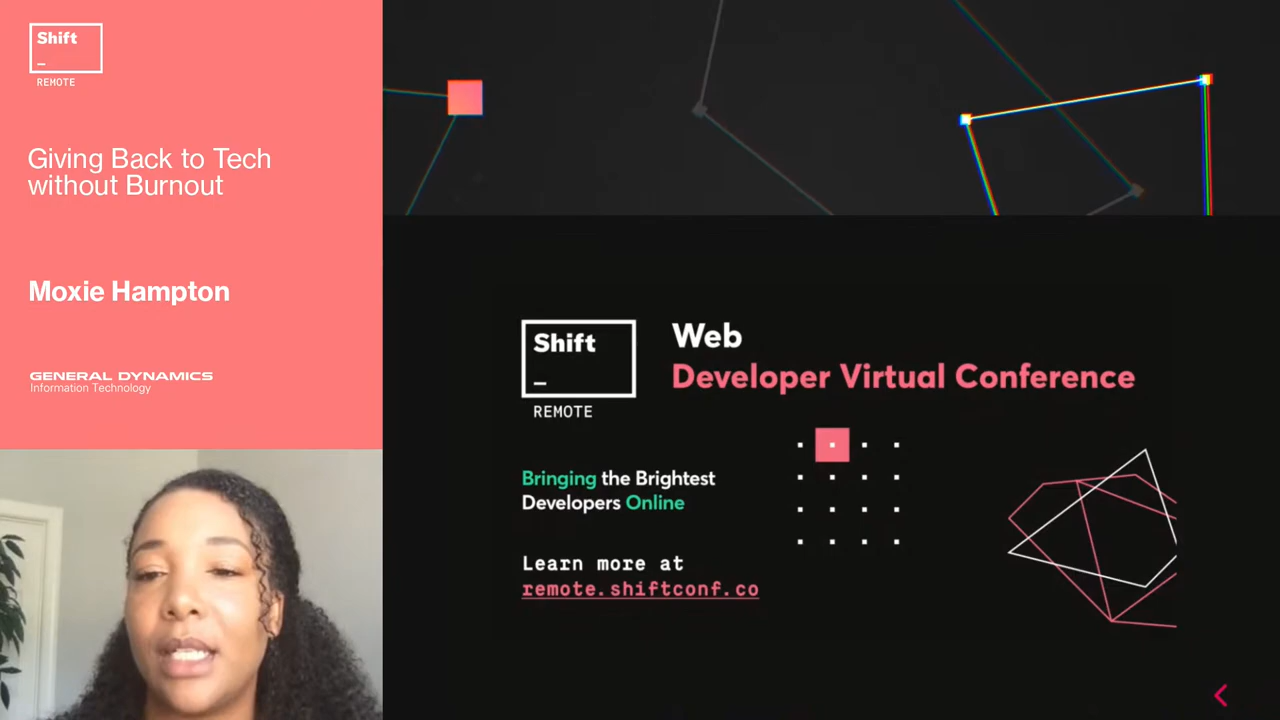 Shift
_
REMOTE
Giving Back to Tech
without Burnout
Moxie Hampton
GENERAL DYNAMICS
Information Technology
Shift
_
REMOTE
Web
Developer Virtual Conference
Bringing the Brightest
Developers Online
Learn more at
remote.shiftconf.co